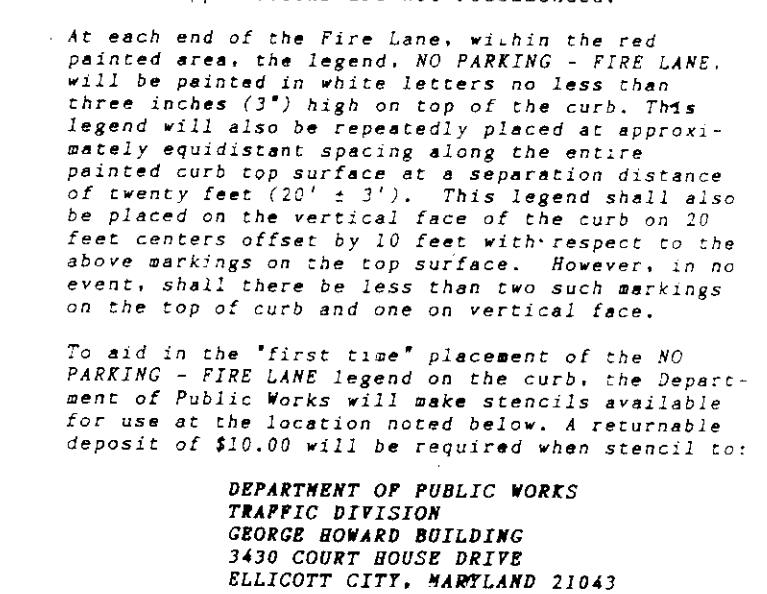 At each end of the Fire Lane, within the red
painted area, the legend, NO PARKING - FIRE LANE,
will be painted in white letters no less than
three inches (3") high on top of the curb. This
legend will also be repeatedly placed at approxi-
mately equidistant spacing along the entire
painted curb top surface at a separation distance
of twenty feet (20' ± 3'). This legend shall also
be placed on the vertical face of the curb on 20
feet centers offset by 10 feet with respect to the
above markings on the top surface. However, in no
event, shall there be less than two such markings
on the top of curb and one on vertical face.
To aid in the "first time" placement of the NO
PARKING - FIRE LANE legend on the curb, the Depart-
ment of Public Works will make stencils available
for use at the location noted below. A returnable
deposit of $10.00 will be required when stencil to:
DEPARTMENT OF PUBLIC WORKS
TRAFFIC DIVISION
GEORGE HOWARD BUILDING
3430 COURT HOUSE DRIVE
ELLICOTT CITY, MARYLAND 21043